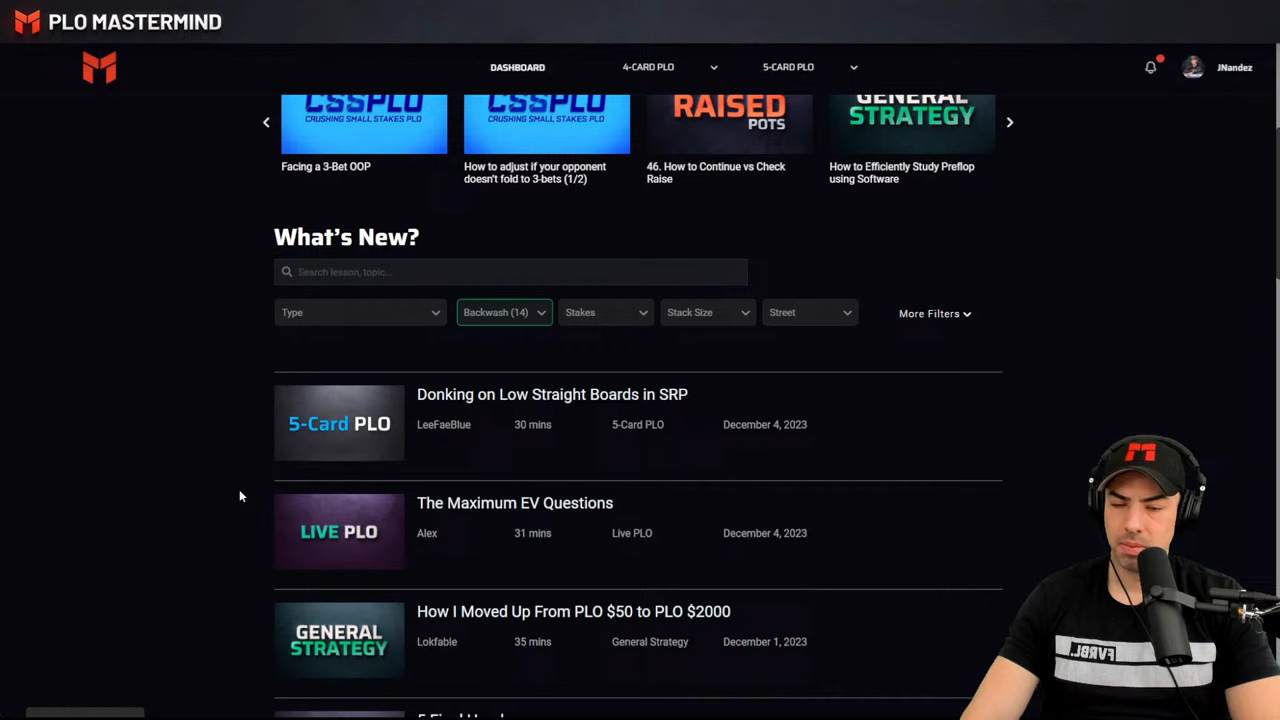 PLO MASTERMIND
DASHBOARD 4-CARD PLO 5-CARD PLO JNandez
CSSPLO CSSPLO RAISED GENERAL
CRUSHING SMALL STAKES PLO CRUSHING SMALL STAKES PLO POTS STRATEGY
Facing a 3-Bet OOP
How to adjust if your opponent
doesn't fold to 3-bets (1/2)
46. How to Continue vs Check
Raise
How to Efficiently Study Preflop
using Software
What's New?
Search lesson, topic...
Type Backwash (14) Stakes Stack Size Street More Filters
5-Card PLO
Donking on Low Straight Boards in SRP
LeeFaeBlue 30 mins 5-Card PLO December 4, 2023
LIVE PLO
The Maximum EV Questions
Alex 31 mins Live PLO December 4, 2023
GENERAL
STRATEGY
How I Moved Up From PLO $50 to PLO $2000
Lokfable 35 mins General Strategy December 1, 2023
FVRBL.